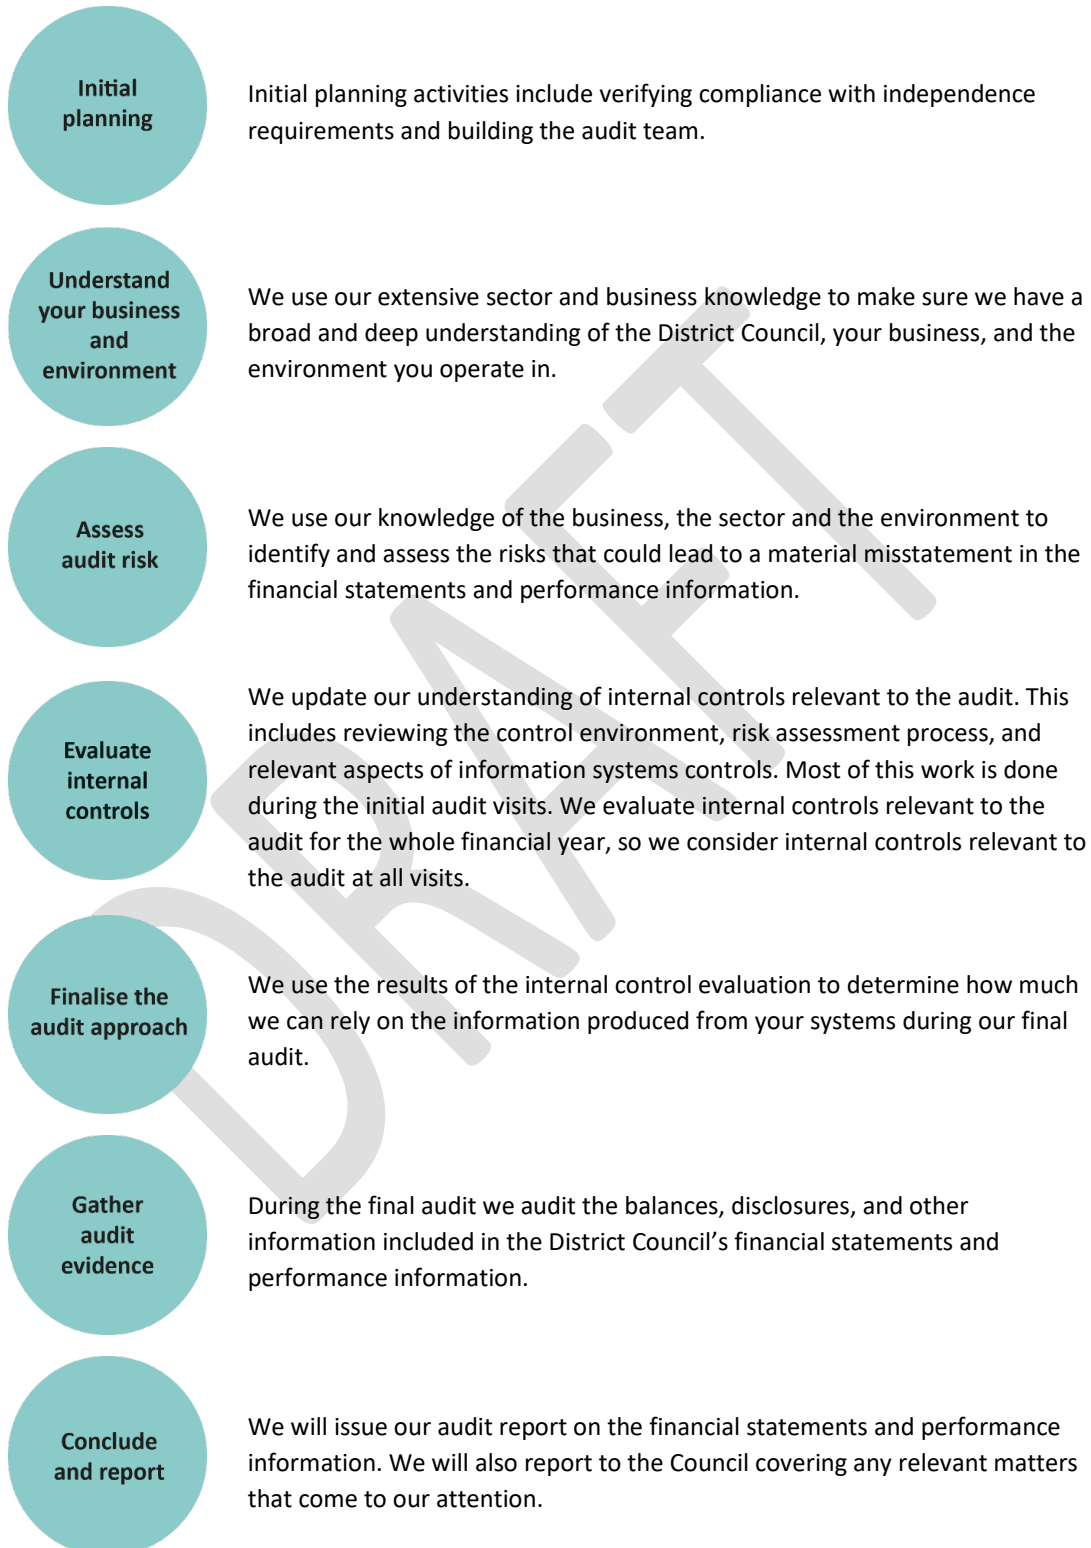 Initial
planning
Initial planning activities include verifying compliance with independence
requirements and building the audit team.
Understand
your business
and
environment
We use our extensive sector and business knowledge to make sure we have a
broad and deep understanding of the District Council, your business, and the
environment you operate in.
Assess
audit risk
We use our knowledge of the business, the sector and the environment to
identify and assess the risks that could lead to a material misstatement in the
financial statements and performance information.
Evaluate
internal
controls
We update our understanding of internal controls relevant to the audit. This
includes reviewing the control environment, risk assessment process, and
relevant aspects of information systems controls. Most of this work is done
during the initial audit visits. We evaluate internal controls relevant to the
audit for the whole financial year, so we consider internal controls relevant to
the audit at all visits.
Finalise the
audit approach
We use the results of the internal control evaluation to determine how much
we can rely on the information produced from your systems during our final
audit.
Gather
audit
evidence
During the final audit we audit the balances, disclosures, and other
information included in the District Council’s financial statements and
performance information.
Conclude
and report
We will issue our audit report on the financial statements and performance
information. We will also report to the Council covering any relevant matters
that come to our attention.
DRAFT